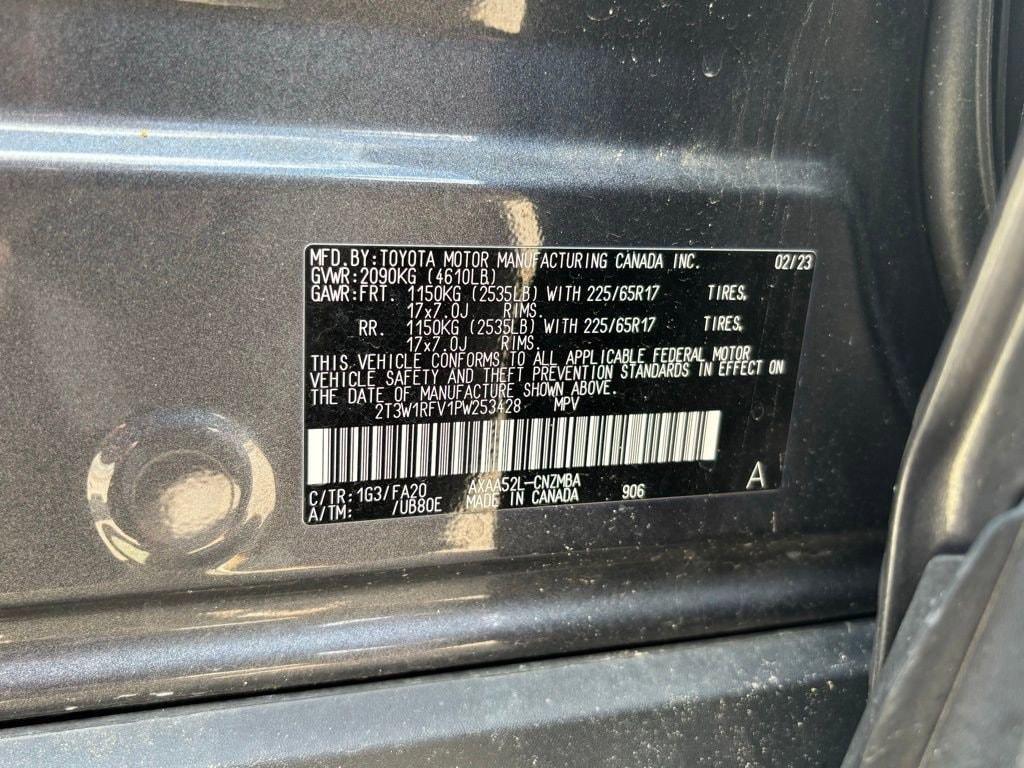 MFD.BY:TOYOTA MOTOR MANUFACTURING CANADA INC. 02/23
GVWR:2090KG (4610LB)
GAWR:FRT. 1150KG (2535LB) WITH 225/65R17 TIRES,
17x7.0J RIMS.
RR. 1150KG (2535LB) WITH 225/65R17 TIRES,
17x7.0J RIMS.
THIS VEHICLE CONFORMS TO ALL APPLICABLE FEDERAL MOTOR
VEHICLE SAFETY AND THEFT PREVENTION STANDARDS IN EFFECT ON
THE DATE OF MANUFACTURE SHOWN ABOVE.
2T3W1RFV1PW253428 MPV
A
C/TR: 1G3/FA20 AXAA52L-CNZMBA
A/TM: /UB80E MADE IN CANADA 906